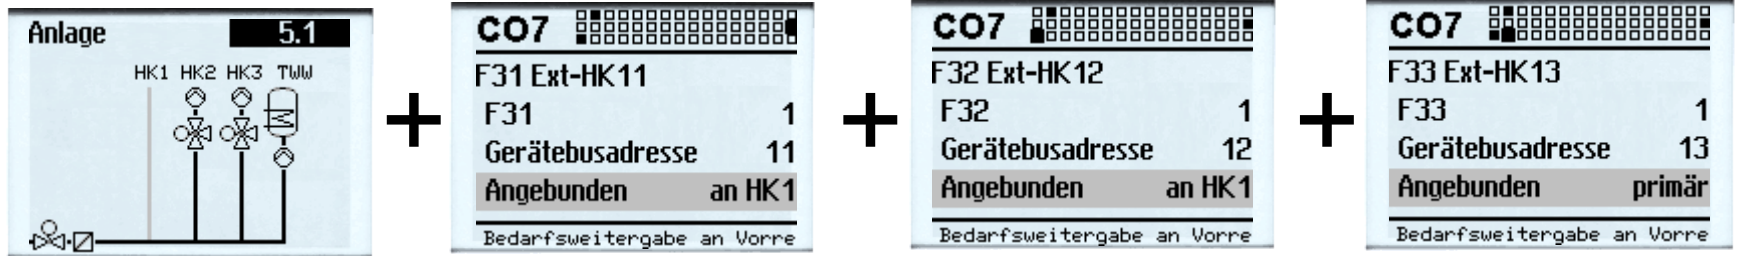 Anlage 5.1
HK1 HK2 HK3 TWW
+
CO7
F31 Ext-HK11
F31 1
Gerätebusadresse 11
Angebunden an HK1
Bedarfsweitergabe an Vorre
+
CO7
F32 Ext-HK12
F32 1
Gerätebusadresse 12
Angebunden an HK1
Bedarfsweitergabe an Vorre
+
CO7
F33 Ext-HK13
F33 1
Gerätebusadresse 13
Angebunden primär
Bedarfsweitergabe an Vorre